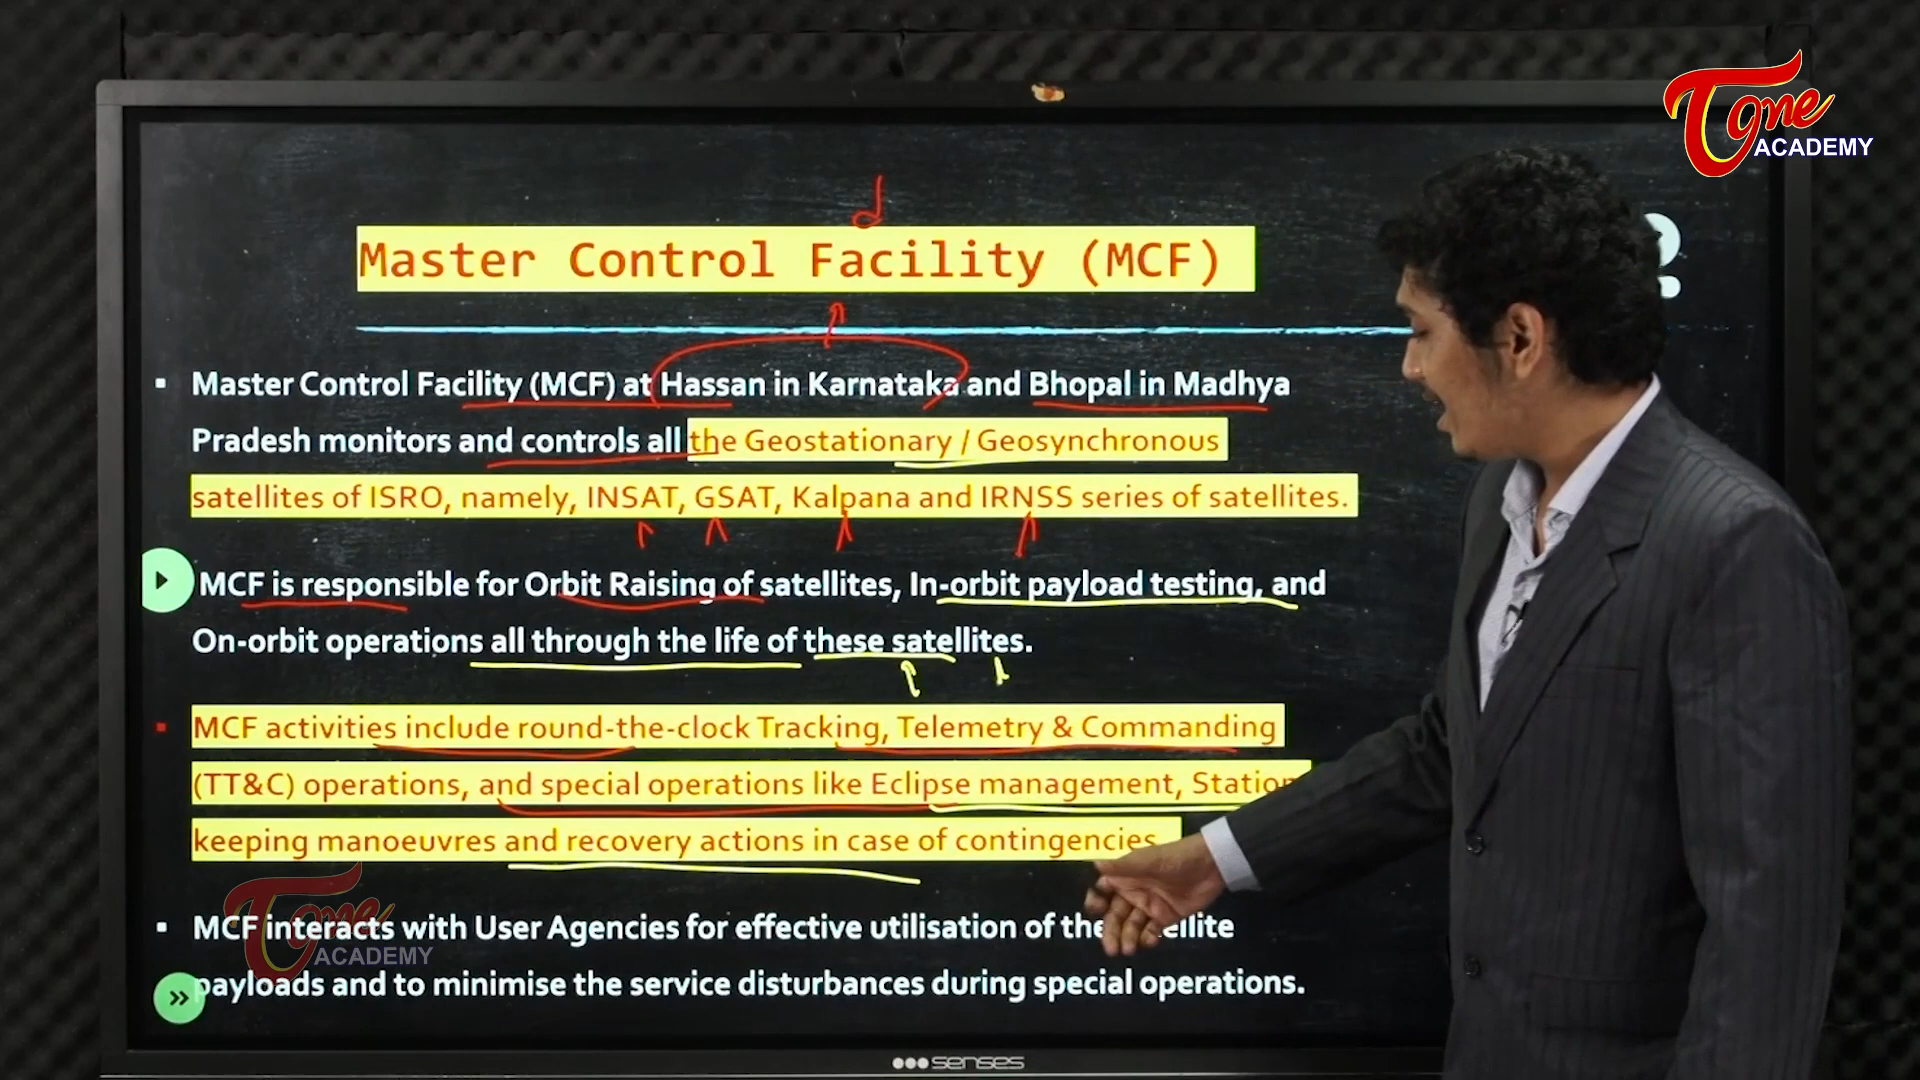 Tone
ACADEMY
Master Control Facility (MCF)
▪ Master Control Facility (MCF) at Hassan in Karnataka and Bhopal in Madhya
Pradesh monitors and controls all the Geostationary / Geosynchronous
satellites of ISRO, namely, INSAT, GSAT, Kalpana and IRNSS series of satellites.
MCF is responsible for Orbit Raising of satellites, In-orbit payload testing, and
On-orbit operations all through the life of these satellites.
▪ MCF activities include round-the-clock Tracking, Telemetry & Commanding
(TT&C) operations, and special operations like Eclipse management, Station
keeping manoeuvres and recovery actions in case of contingencies
▪ MCF interacts with User Agencies for effective utilisation of the
payloads and to minimise the service disturbances during special operations.
Tone
ACADEMY
senses